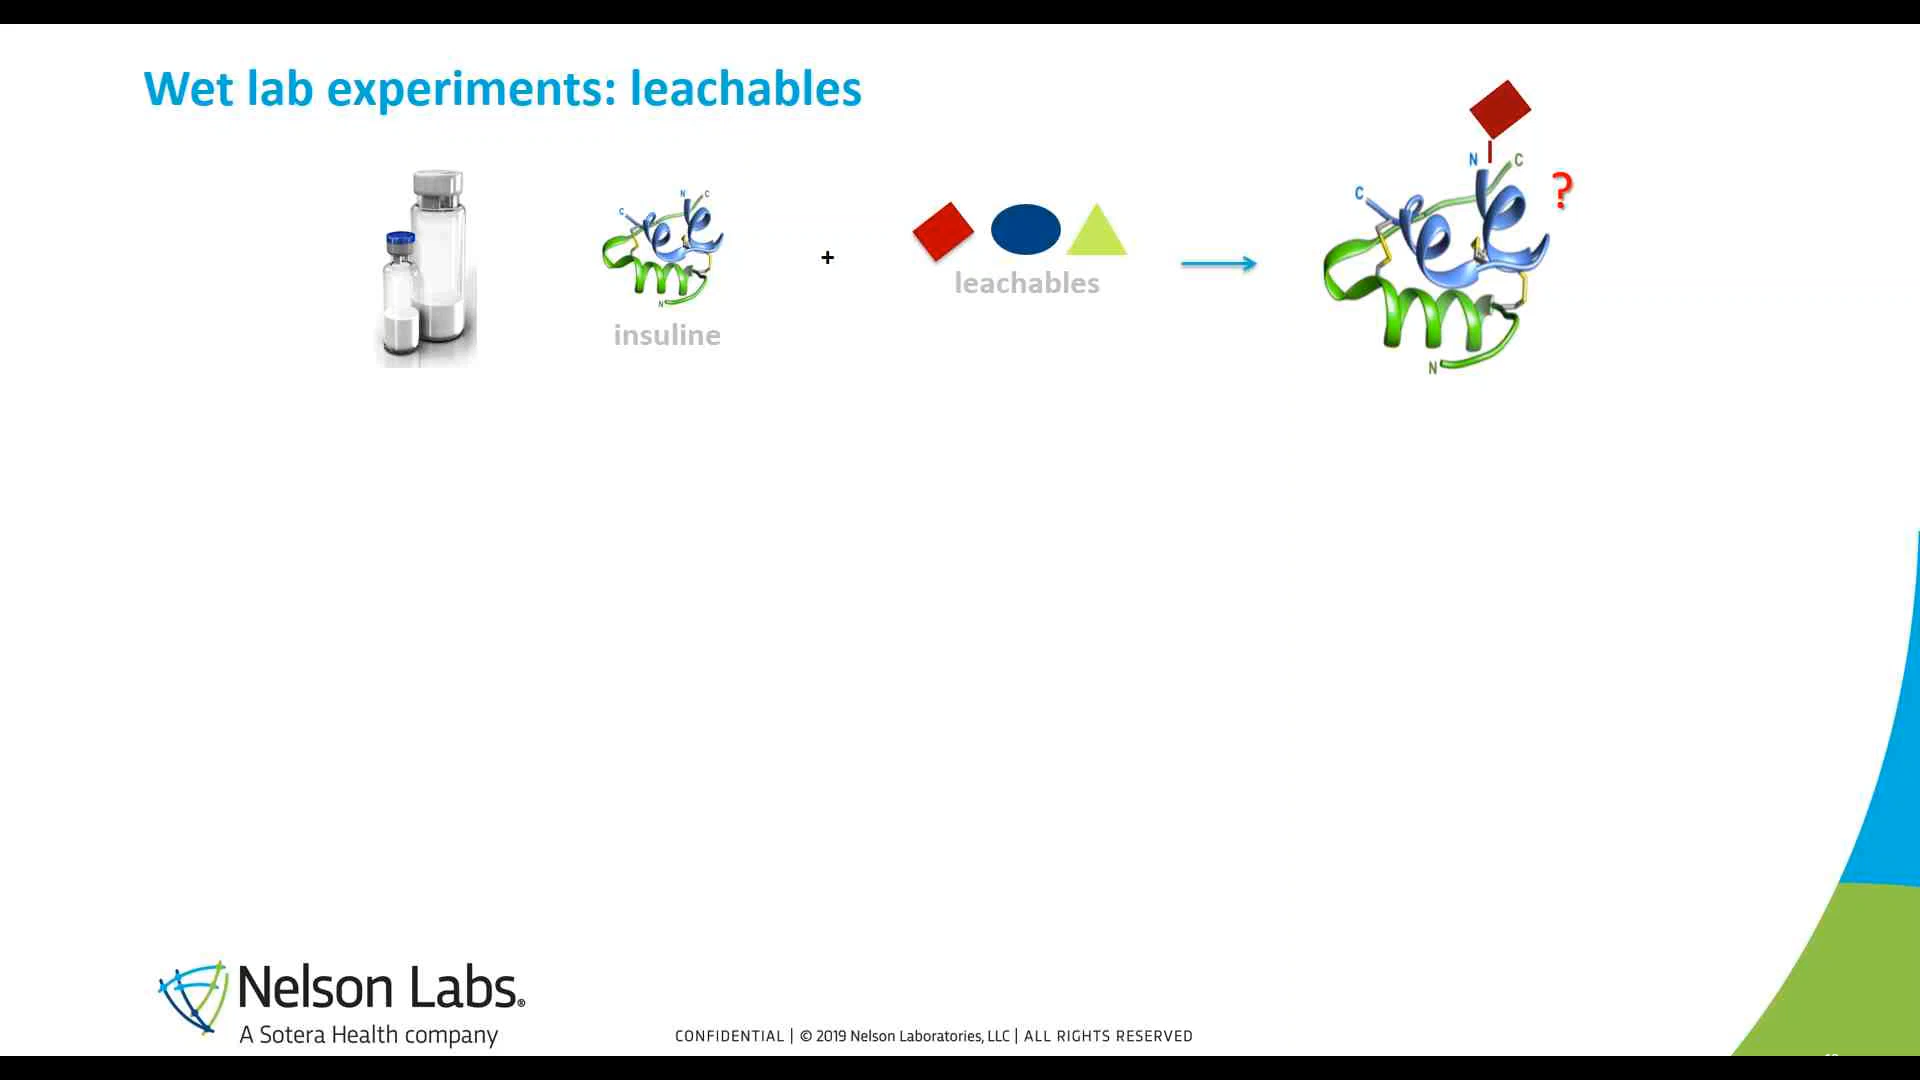 Wet lab experiments: leachables
N C
C
N
insuline
+
leachables
N C
C
?
N
Nelson Labs®
A Sotera Health company
CONFIDENTIAL | © 2019 Nelson Laboratories, LLC | ALL RIGHTS RESERVED